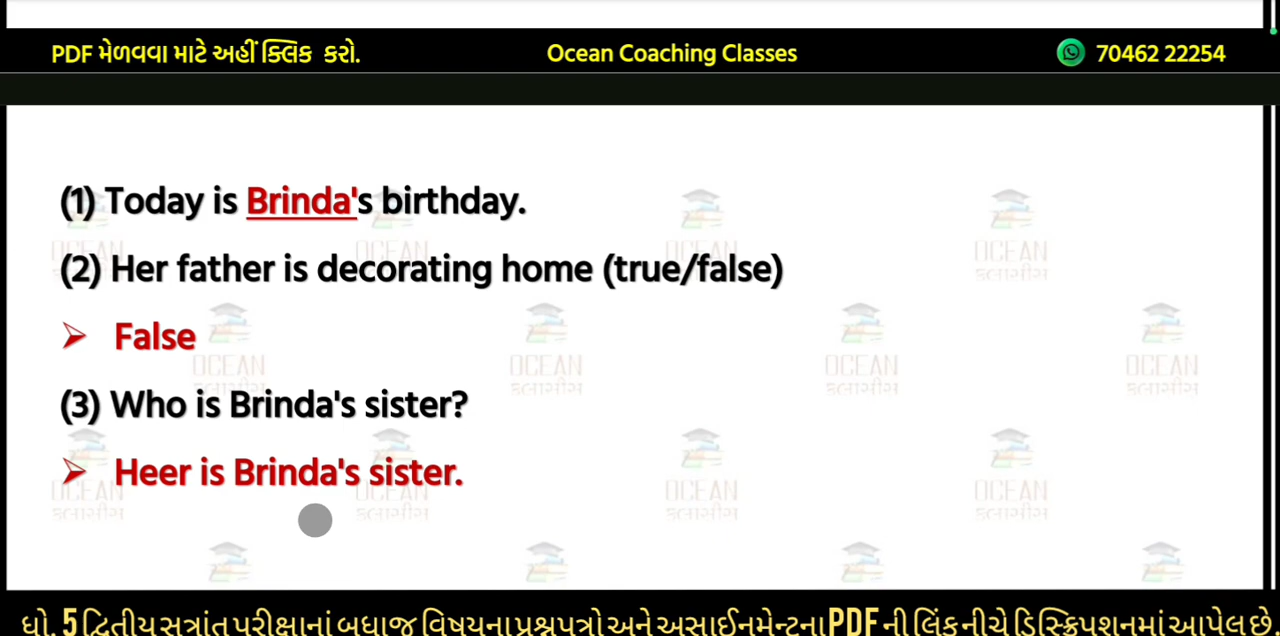 PDF મેળવવા માટે અહીં ક્લિક કરો. Ocean Coaching Classes 70462 22254
(1) Today is Brinda's birthday.
(2) Her father is decorating home (true/false)
➢ False
(3) Who is Brinda's sister?
➢ Heer is Brinda's sister.
OCEAN
ક્લાસીસ
ધો. 5 દ્વિતીય સત્રાંત પરીક્ષાનાં બધાજ વિષયના પ્રશ્નપત્રો અને અસાઈનમેન્ટના PDF ની લિંક નીચે ડિસ્ક્રિપશનમાં આપેલ છે